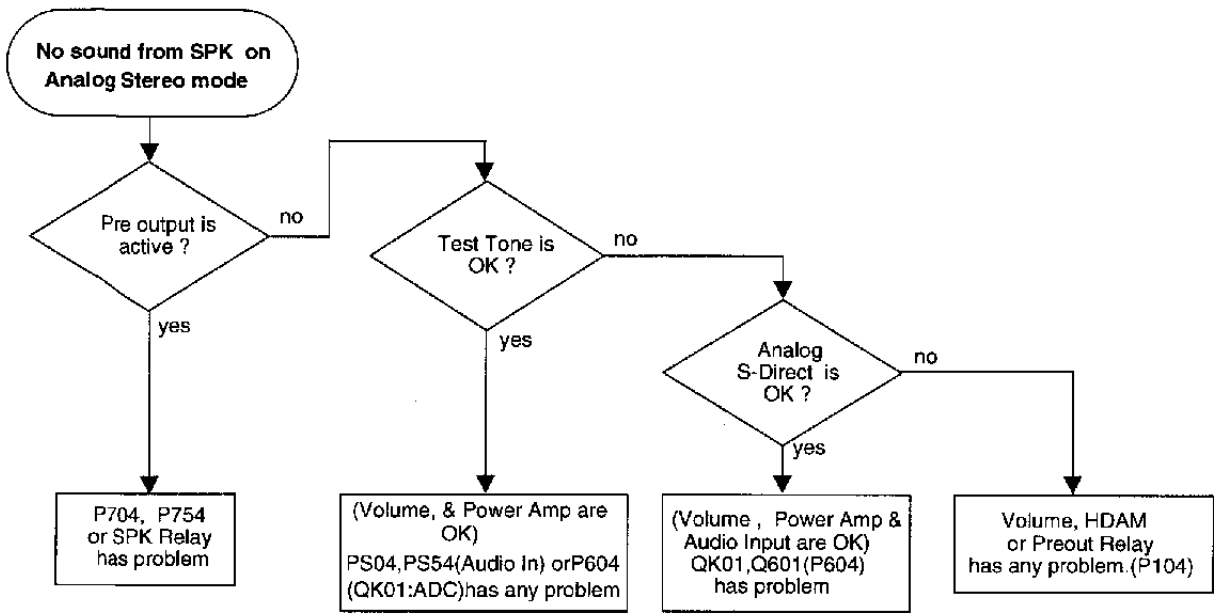 No sound from SPK on
Analog Stereo mode
Pre output is
active ?
no
yes
Test Tone is
OK ?
no
yes
Analog
S-Direct is
OK ?
no
yes
P704, P754
or SPK Relay
has problem
(Volume, & Power Amp are
OK)
PS04,PS54(Audio In) orP604
(QK01:ADC)has any problem
(Volume , Power Amp &
Audio Input are OK)
QK01,Q601(P604)
has problem
Volume, HDAM
or Preout Relay
has any problem.(P104)